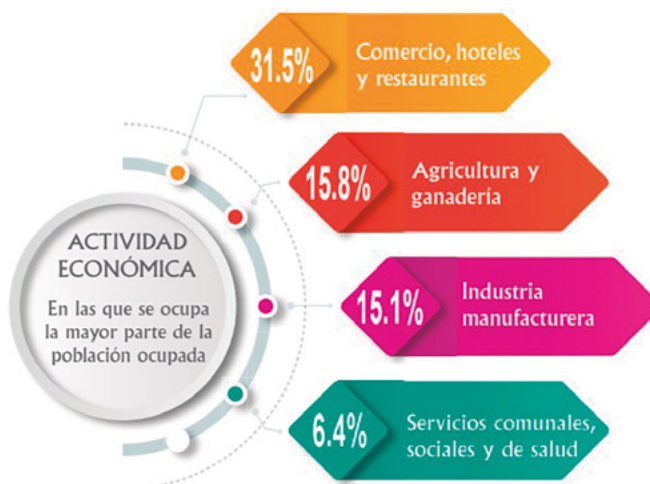 31.5%
Comercio, hoteles
y restaurantes
15.8%
Agricultura y
ganadería
ACTIVIDAD
ECONÓMICA
En las que se ocupa
la mayor parte de la
población ocupada
15.1%
Industria
manufacturera
6.4%
Servicios comunales,
sociales y de salud